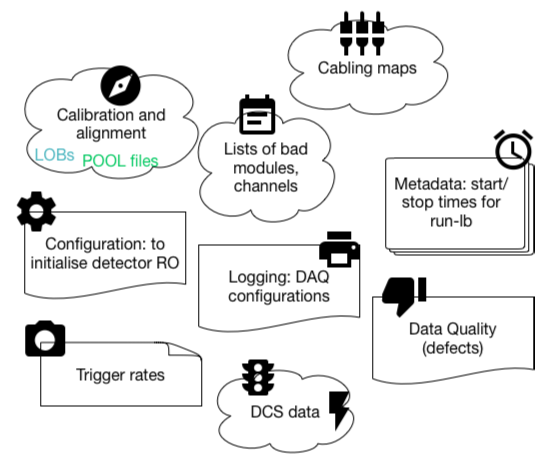 Cabling maps
Calibration and
alignment
LOBs
POOL files
Lists of bad
modules,
channels
Metadata: start/
stop times for
run-lb
Configuration: to
initialise detector RO
Logging: DAQ
configurations
Data Quality
(defects)
Trigger rates
DCS data